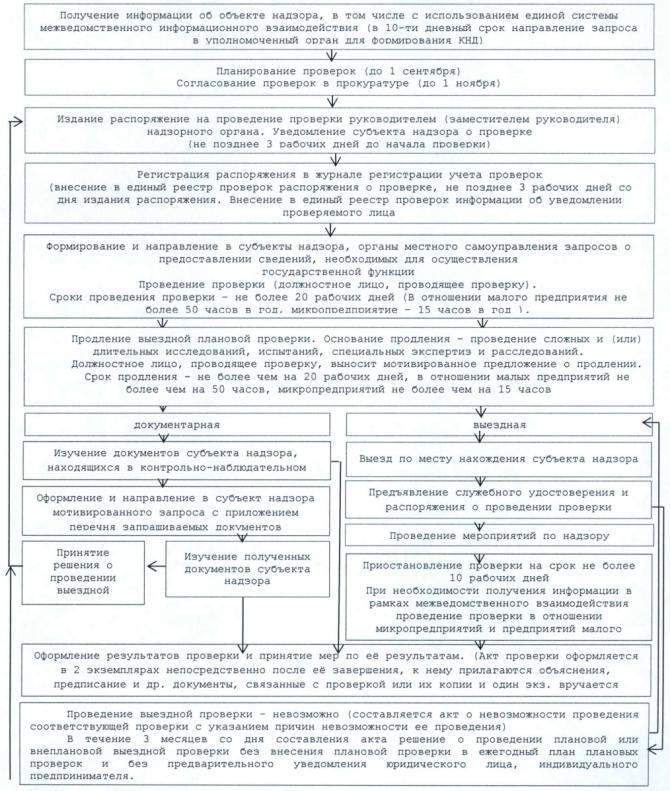 Получение информации об объекте надзора, в том числе с использованием единой системы
межведомственного информационного взаимодействия (в 10-ти дневный срок направление запроса
в уполномоченный орган для формирования КНД)
Планирование проверок (до 1 сентября)
Согласование проверок в прокуратуре (до 1 ноября)
Издание распоряжение на проведение проверки руководителем (заместителем руководителя)
надзорного органа. Уведомление субъекта надзора о проверке
(не позднее 3 рабочих дней до начала проверки)
Регистрация распоряжения в журнале регистрации учета проверок
(внесение в единый реестр проверок распоряжения о проверке, не позднее 3 рабочих дней со
дня издания распоряжения. Внесение в единый реестр проверок информации об уведомлении
проверяемого лица
Формирование и направление в субъекты надзора, органы местного самоуправления запросов о
предоставлении сведений, необходимых для осуществления
государственной функции
Проведение проверки (должностное лицо, проводящее проверку).
Сроки проведения проверки – не более 20 рабочих дней (В отношении малого предприятия не
более 50 часов в год, микропредприятие – 15 часов в год ).
Продление выездной плановой проверки. Основание продления – проведение сложных и (или)
длительных исследований, испытаний, специальных экспертиз и расследований.
Должностное лицо, проводящее проверку, выносит мотивированное предложение о продлении.
Срок продления – не более чем на 20 рабочих дней, в отношении малых предприятий не
более чем на 50 часов, микропредприятий не более чем на 15 часов
документарная
Изучение документов субъекта надзора,
находящихся в контрольно-наблюдательном
Оформление и направление в субъект надзора
мотивированного запроса с приложением
перечня запрашиваемых документов
Принятие
решения о
проведении
выездной
Изучение полученных
документов субъекта
надзора
выездная
Выезд по месту нахождения субъекта надзора
Предъявление служебного удостоверения и
распоряжения о проведении проверки
Проведение мероприятий по надзору
Приостановление проверки на срок не более
10 рабочих дней
При необходимости получения информации в
рамках межведомственного взаимодействия
проведение проверки в отношении
микропредприятий и предприятий малого
Оформление результатов проверки и принятие мер по её результатам. (Акт проверки оформляется
в 2 экземплярах непосредственно после её завершения, к нему прилагаются объяснения,
предписание и др. документы, связанные с проверкой или их копии и один экз. вручается
Проведение выездной проверки – невозможно (составляется акт о невозможности проведения
соответствующей проверки с указанием причин невозможности ее проведения)
В течение 3 месяцев со дня составления акта решение о проведении плановой или
внеплановой выездной проверки без внесения плановой проверки в ежегодный план плановых
проверок и без предварительного уведомления юридического лица, индивидуального
предпринимателя.